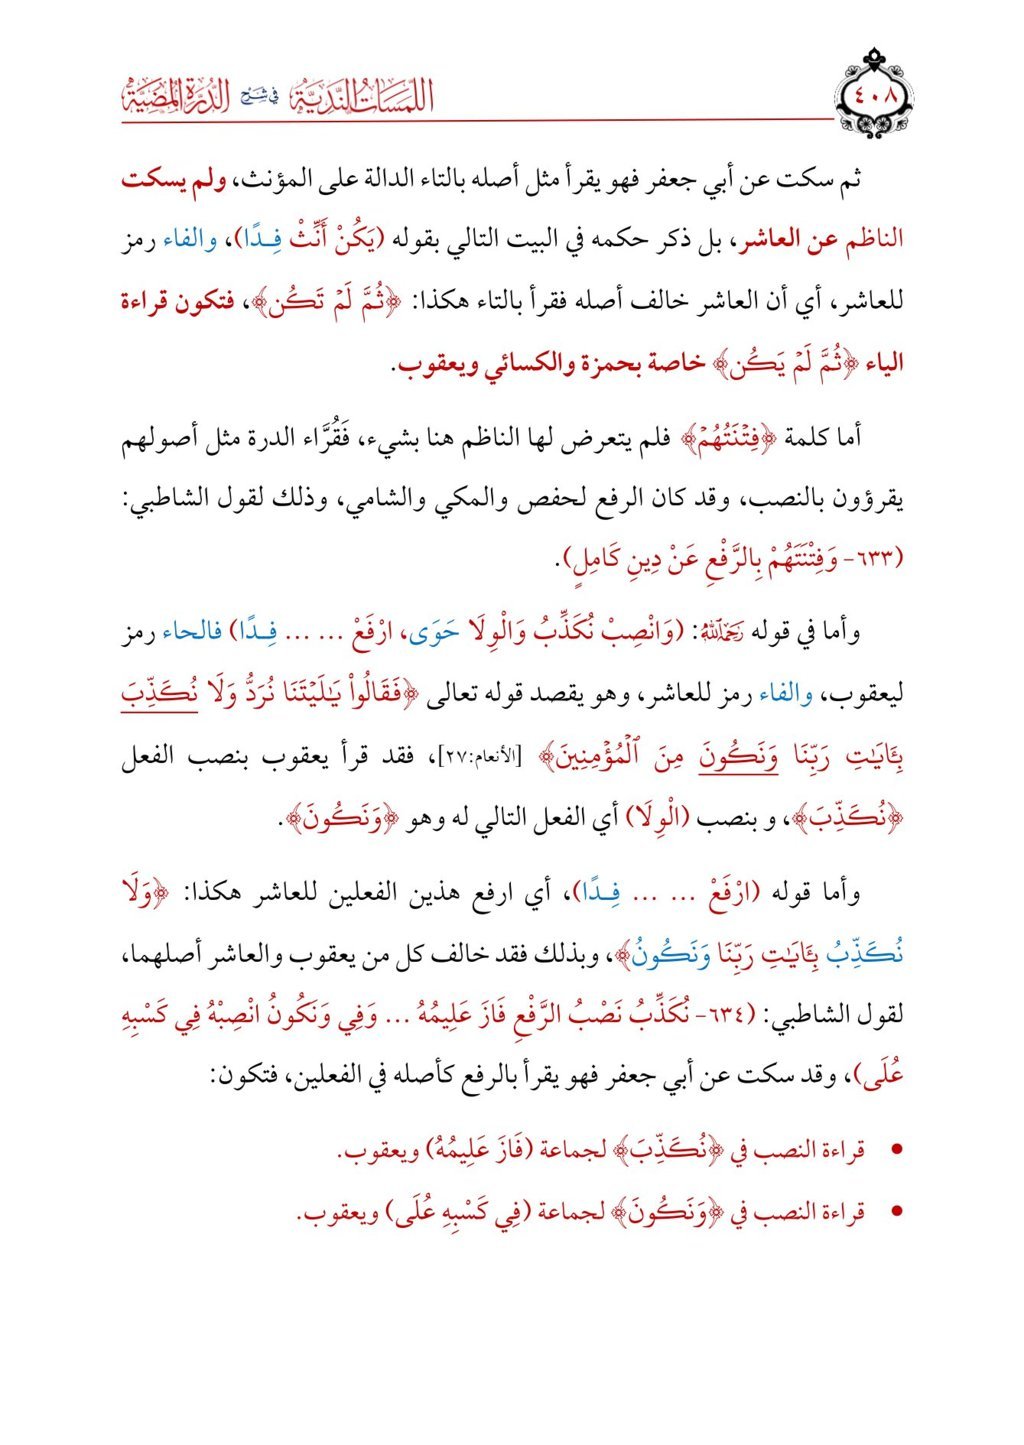 ٤٠٨
اللمسات الندية في شرح الدرة المضية
ثم سكت عن أبي جعفر فهو يقرأ مثل أصله بالتاء الدالة على المؤنث، ولم يسكت
الناظم عن العاشر، بل ذكر حكمه في البيت التالي بقوله (يَكُنْ أَنِّثْ فِـدًا)، والفاء رمز
للعاشر، أي أن العاشر خالف أصله فقرأ بالتاء هكذا: ﴿ثُمَّ لَمْ تَكُن﴾، فتكون قراءة
الياء ﴿ثُمَّ لَمْ يَكُن﴾ خاصة بحمزة والكسائي ويعقوب.
أما كلمة ﴿فِتْنَتُهُمْ﴾ فلم يتعرض لها الناظم هنا بشيء، فَقُرَّاء الدرة مثل أصولهم
يقرؤون بالنصب، وقد كان الرفع لحفص والمكي والشامي، وذلك لقول الشاطبي:
(٦٣٣- وَفِتْنَتَهُمْ بِالرَّفْعِ عَنْ دِينِ كَامِلٍ).
وأما في قوله رَحِمَهُ ٱللَّهُ: (وَانْصِبْ نُكَذِّبُ وَالْوِلَا حَوَى، ارْفَعْ ... ... فِـدًا) فالحاء رمز
ليعقوب، والفاء رمز للعاشر، وهو يقصد قوله تعالى ﴿فَقَالُواْ يَٰلَيْتَنَا نُرَدُّ وَلَا نُكَذِّبَ
بِـَٔايَٰتِ رَبِّنَا وَنَكُونَ مِنَ ٱلْمُؤْمِنِينَ﴾ [الأنعام:٢٧]، فقد قرأ يعقوب بنصب الفعل
﴿نُكَذِّبَ﴾، و بنصب (الْوِلَا) أي الفعل التالي له وهو ﴿وَنَكُونَ﴾.
وأما قوله (ارْفَعْ ... ... فِـدًا)، أي ارفع هذين الفعلين للعاشر هكذا: ﴿وَلَا
نُكَذِّبُ بِـَٔايَٰتِ رَبِّنَا وَنَكُونُ﴾، وبذلك فقد خالف كل من يعقوب والعاشر أصلهما،
لقول الشاطبي: (٦٣٤- نُكَذِّبُ نَصْبُ الرَّفْعِ فَازَ عَلِيمُهُ ... وَفِي وَنَكُونُ انْصِبْهُ فِي كَسْبِهِ
عُلَى)، وقد سكت عن أبي جعفر فهو يقرأ بالرفع كأصله في الفعلين، فتكون:
• قراءة النصب في ﴿نُكَذِّبَ﴾ لجماعة (فَازَ عَلِيمُهُ) ويعقوب.
• قراءة النصب في ﴿وَنَكُونَ﴾ لجماعة (فِي كَسْبِهِ عُلَى) ويعقوب.